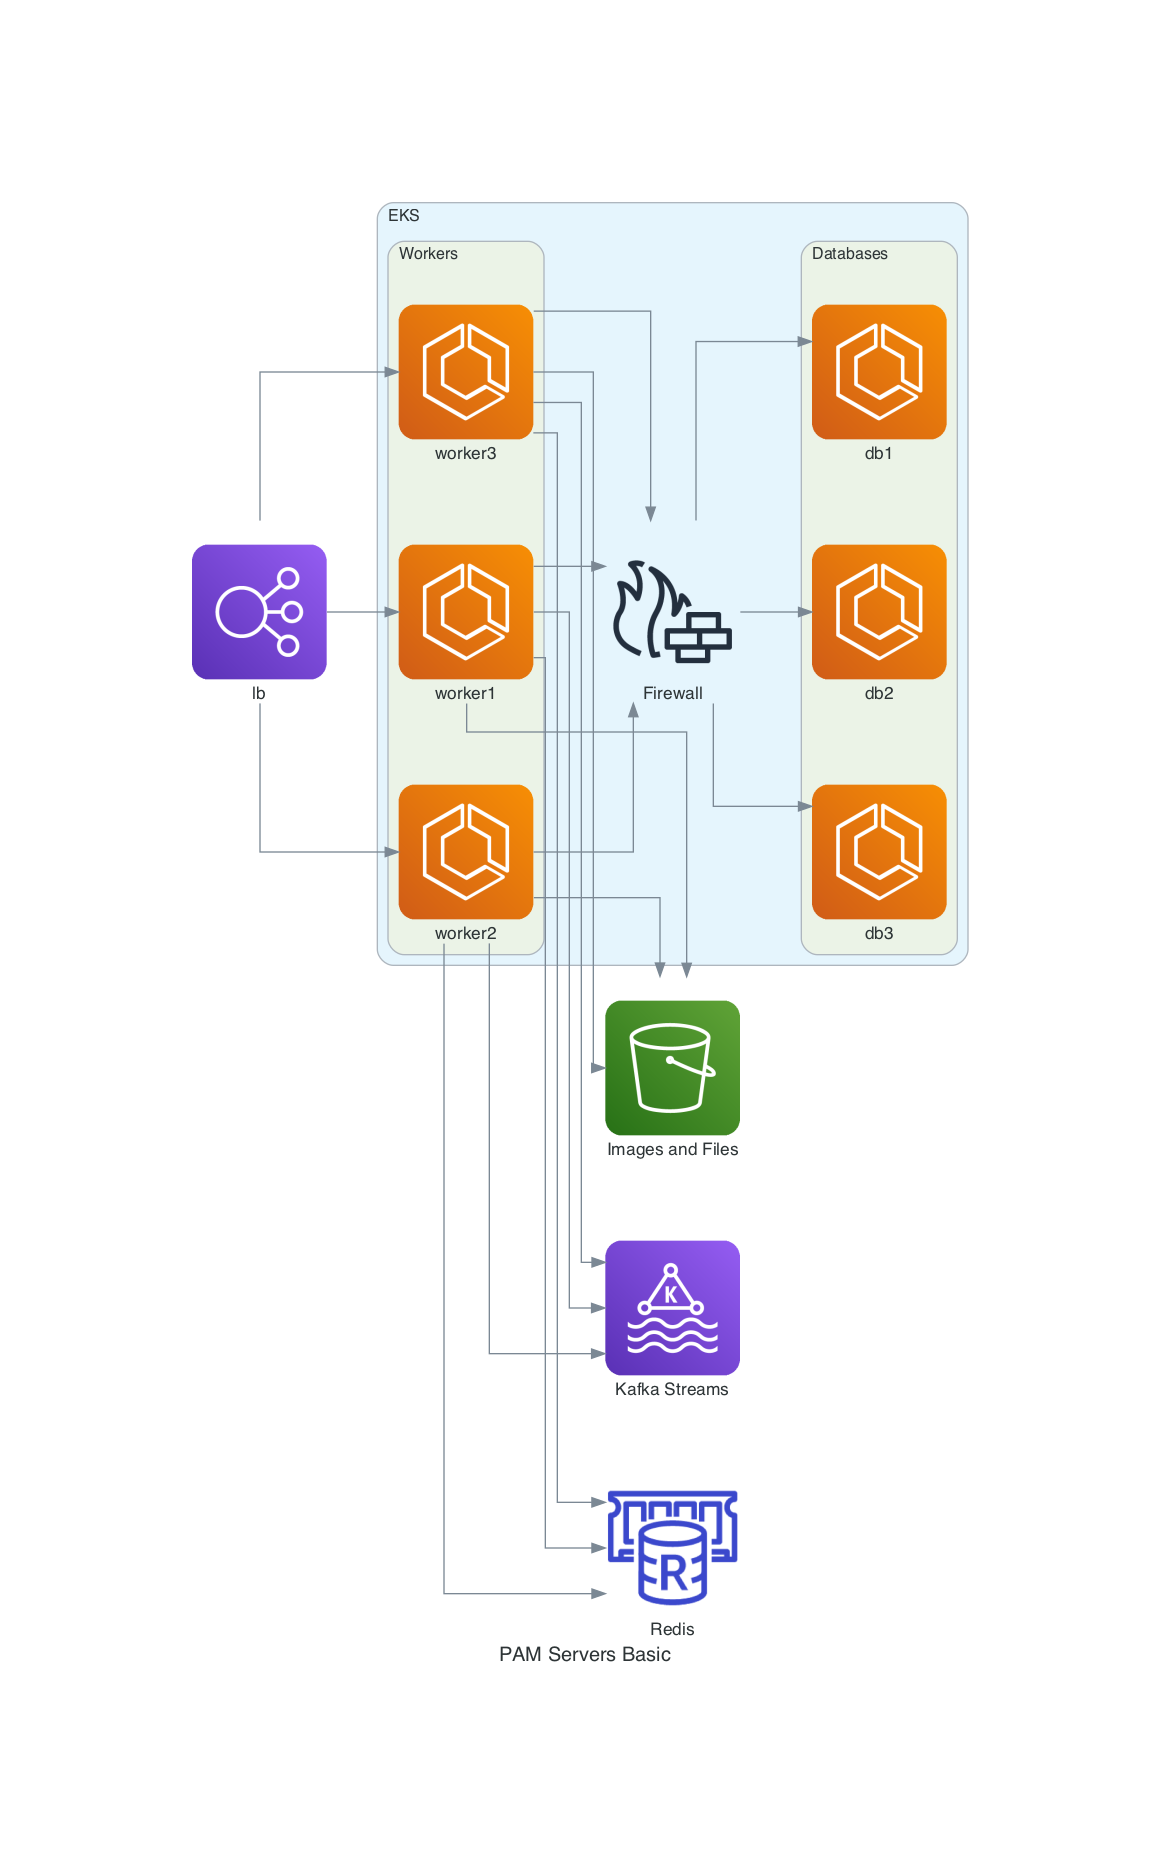 EKS
Workers
Databases
worker3
db1
lb
worker1
Firewall
db2
worker2
db3
Images and Files
K
Kafka Streams
R
Redis
PAM Servers Basic